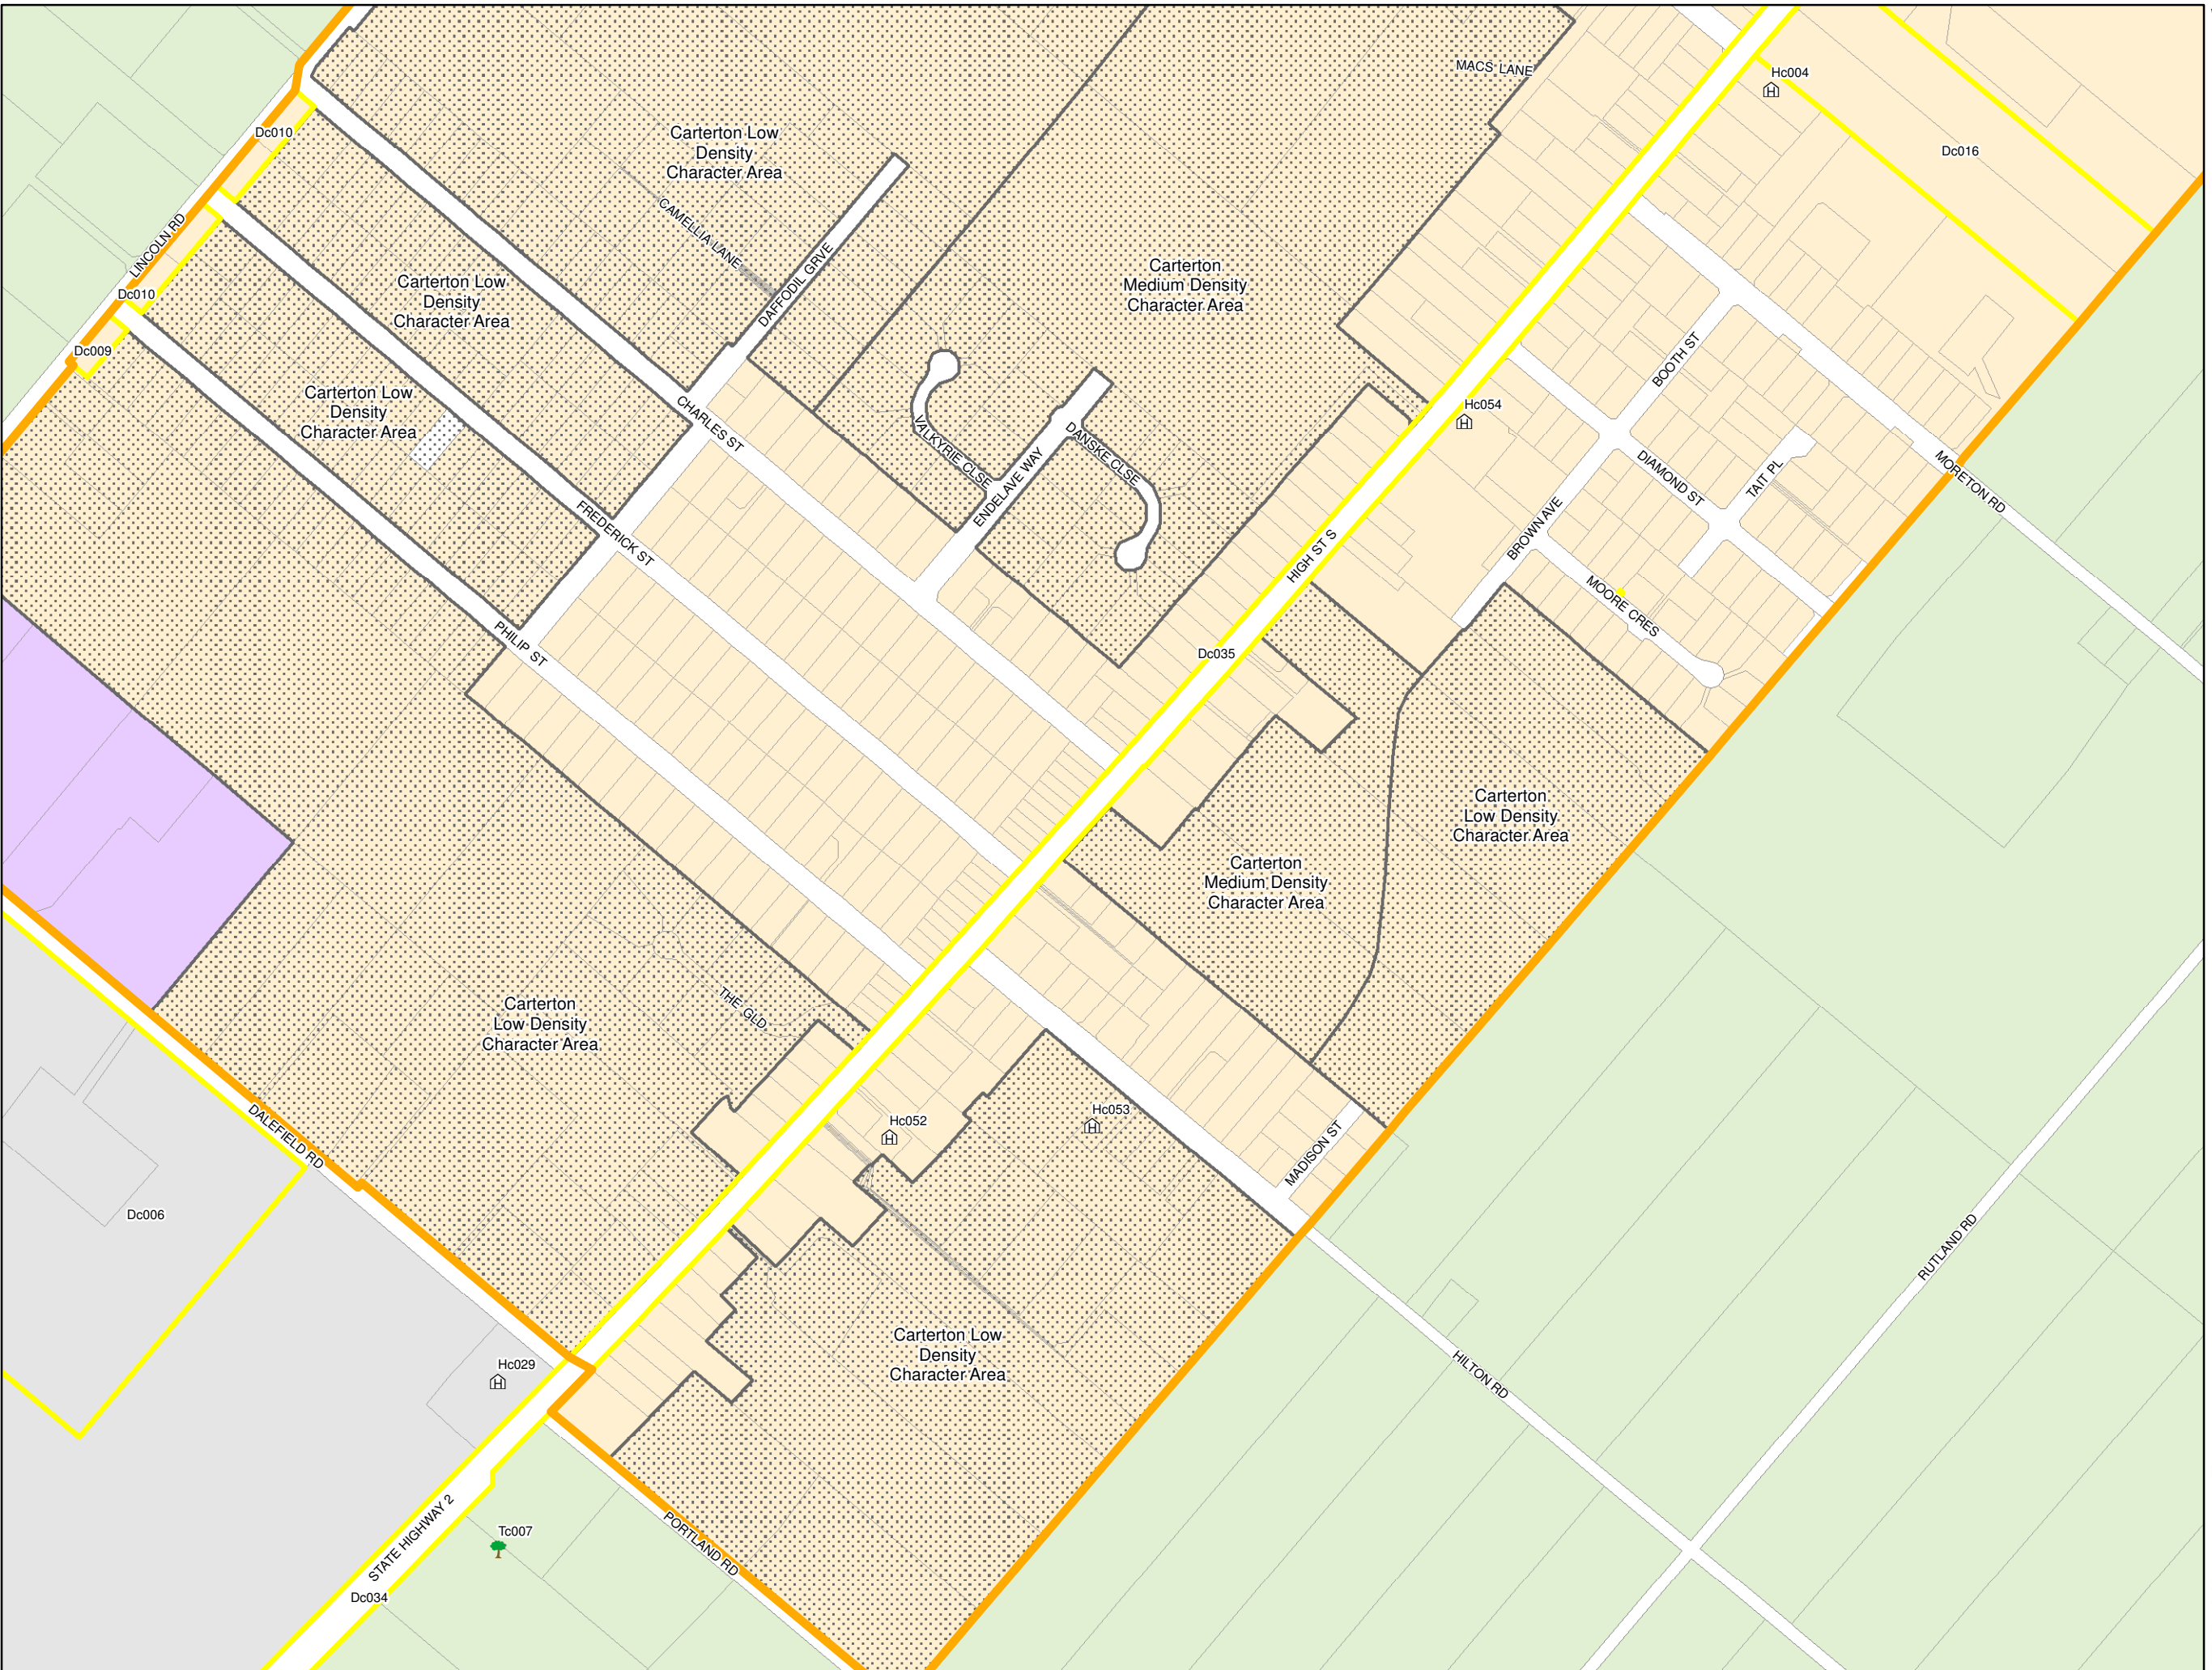 MACS LANE
Hc004
Dc010
Carterton Low
Density
Character Area
Dc016
CAMELLIA LANE
LINCOLN RD
DAFFODIL GRVE
Carterton
Medium Density
Character Area
Carterton Low
Density
Character Area
Dc010
Dc009
BOOTH ST
Carterton Low
Density
Character Area
CHARLES ST
Hc054
VALKYRIE CLSE
DANSKE CLSE
ENDELAVE WAY
DIAMOND ST
TAIT PL
MORETON RD
FREDERICK ST
HIGH ST S
BROWN AVE
MOORE CRES
PHILIP ST
Dc035
Carterton
Low Density
Character Area
Carterton
Medium Density
Character Area
THE GLD
Carterton
Low Density
Character Area
DALEFIELD RD
Hc052
Hc053
MADISON ST
Dc006
RUTLAND RD
Carterton Low
Density
Character Area
Hc029
HILTON RD
STATE HIGHWAY 2
Tc007
PORTLAND RD
Dc034